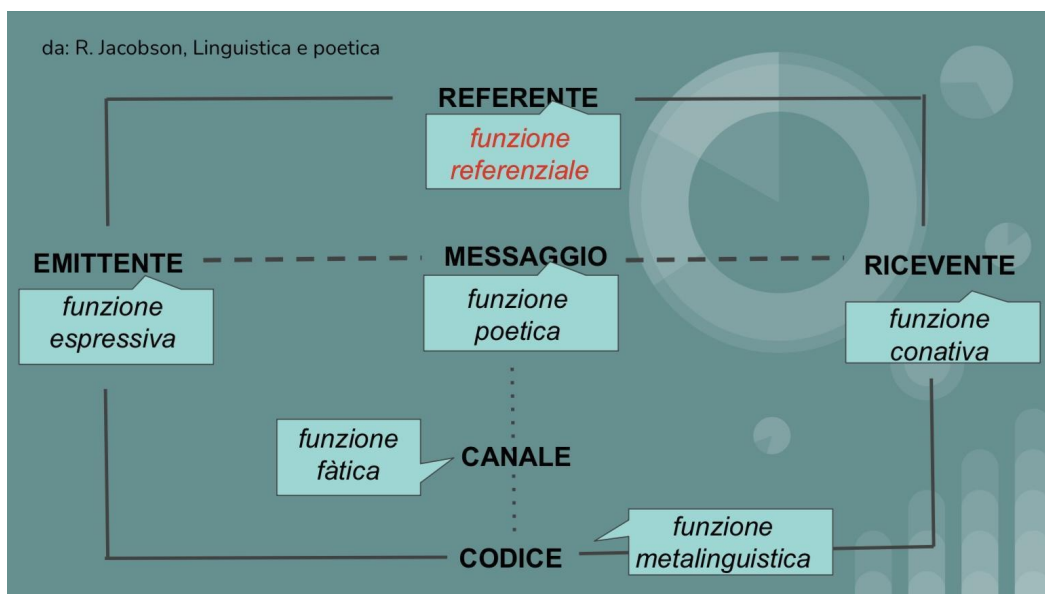 da: R. Jacobson, Linguistica e poetica
REFERENTE
funzione
referenziale
EMITTENTE
funzione
espressiva
MESSAGGIO
funzione
poetica
RICEVENTE
funzione
conativa
funzione
fàtica
CANALE
CODICE
funzione
metalinguistica